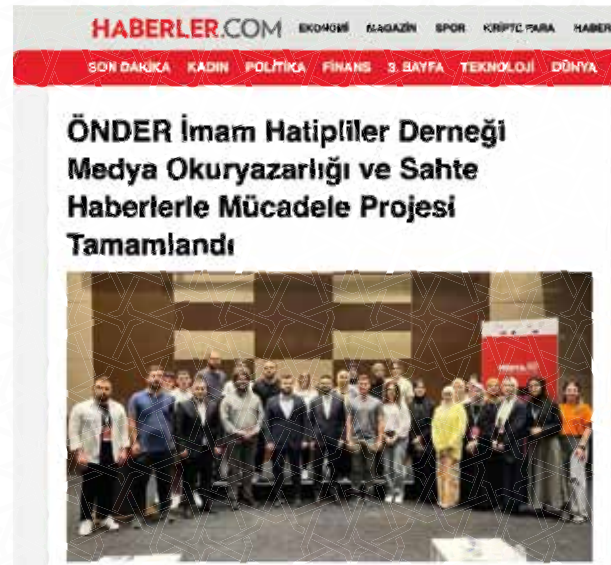 HABERLER.COM EKONOMİ MAGAZİN SPOR KRİPTO PARA HABER
SON DAKİKA KADIN POLİTİKA FİNANS 3. SAYFA TEKNOLOJİ DÜNYA
ÖNDER İmam Hatipliler Derneği
Medya Okuryazarlığı ve Sahte
Haberlerle Mücadele Projesi
Tamamlandı